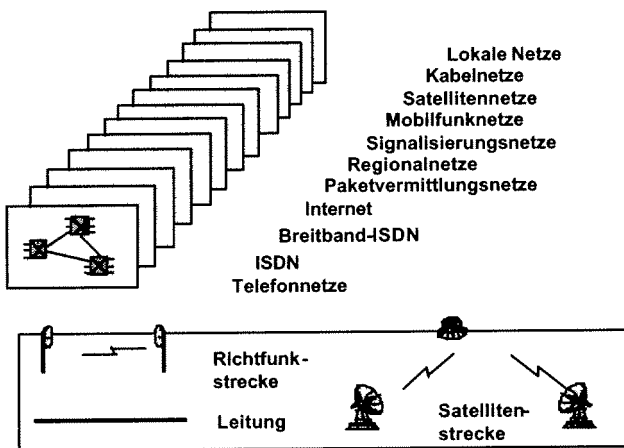 Lokale Netze
Kabelnetze
Satellitennetze
Mobilfunknetze
Signalisierungsnetze
Regionalnetze
Paketvermittlungsnetze
Internet
Breitband-ISDN
ISDN
Telefonnetze
Richtfunk-
strecke
Leitung
Satelliten-
strecke